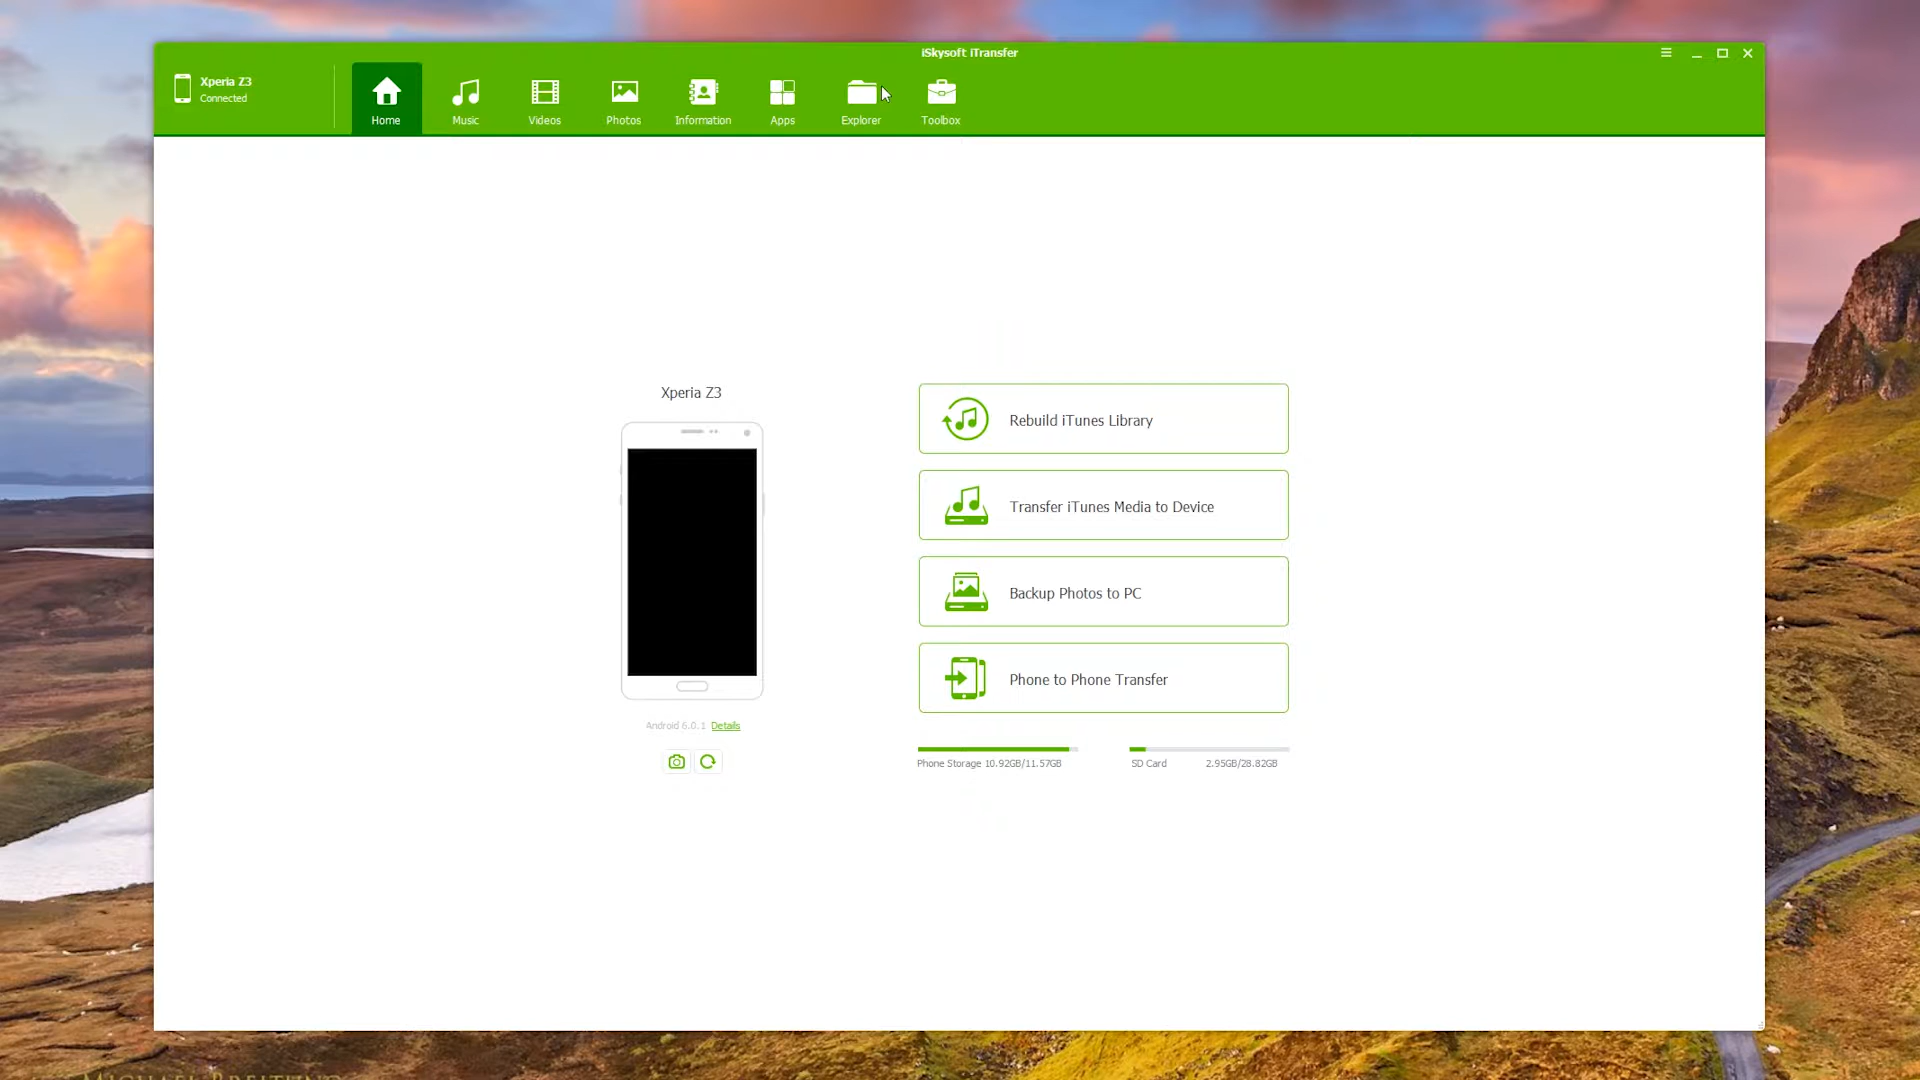 iSkysoft iTransfer
Xperia Z3
Connected
Home
Music
Videos
Photos
Information
Apps
Explorer
Toolbox
Xperia Z3
Rebuild iTunes Library
Transfer iTunes Media to Device
Backup Photos to PC
Phone to Phone Transfer
Android 6.0.1 Details
Phone Storage 10.92GB/11.57GB
SD Card 2.95GB/28.82GB